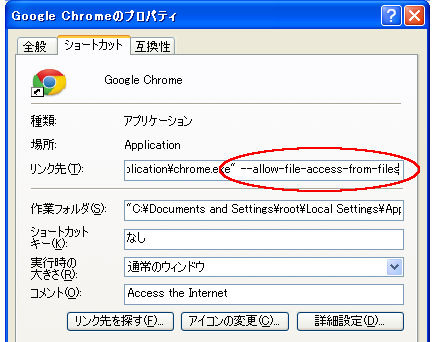 Google Chromeのプロパティ
全般 ショートカット 互換性
Google Chrome
種類: アプリケーション
場所: Application
リンク先(T): plication¥chrome.exe" --allow-file-access-from-files
作業フォルダ(S): "C:¥Documents and Settings¥root¥Local Settings¥App
ショートカット
キー(K): なし
実行時の
大きさ(R): 通常のウィンドウ
コメント(O): Access the Internet
リンク先を探す(F)... アイコンの変更(C)... 詳細設定(D)...